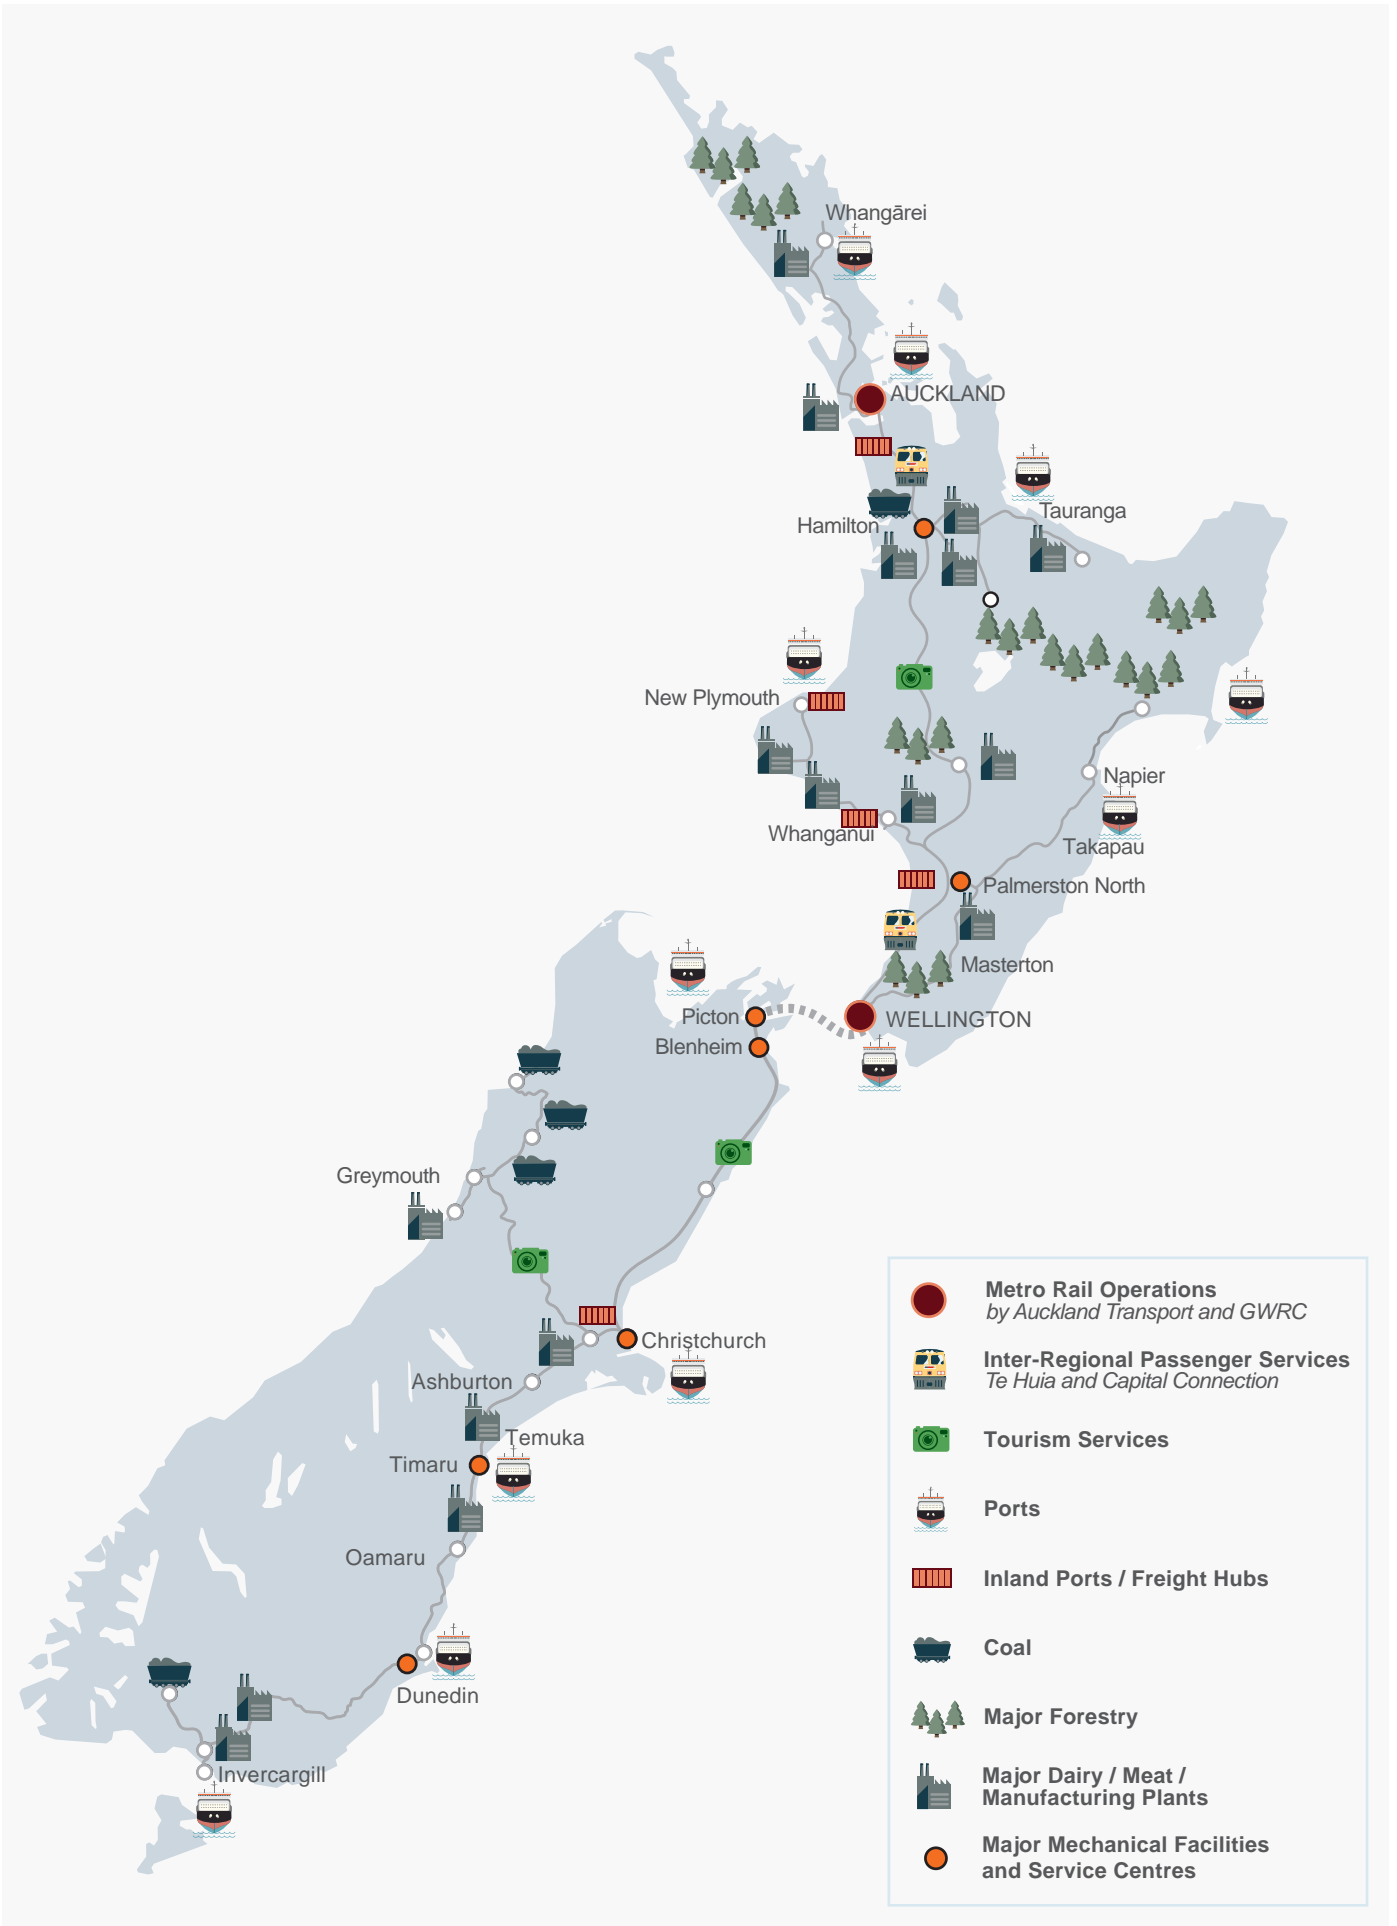 Whangārei
AUCKLAND
Tauranga
Hamilton
New Plymouth
Napier
Whanganui
Takapau
Palmerston North
Masterton
Picton
WELLINGTON
Blenheim
Greymouth
Christchurch
Ashburton
Temuka
Timaru
Oamaru
Dunedin
Invercargill
Metro Rail Operations
by Auckland Transport and GWRC
Inter-Regional Passenger Services
Te Huia and Capital Connection
Tourism Services
Ports
Inland Ports / Freight Hubs
Coal
Major Forestry
Major Dairy / Meat /
Manufacturing Plants
Major Mechanical Facilities
and Service Centres